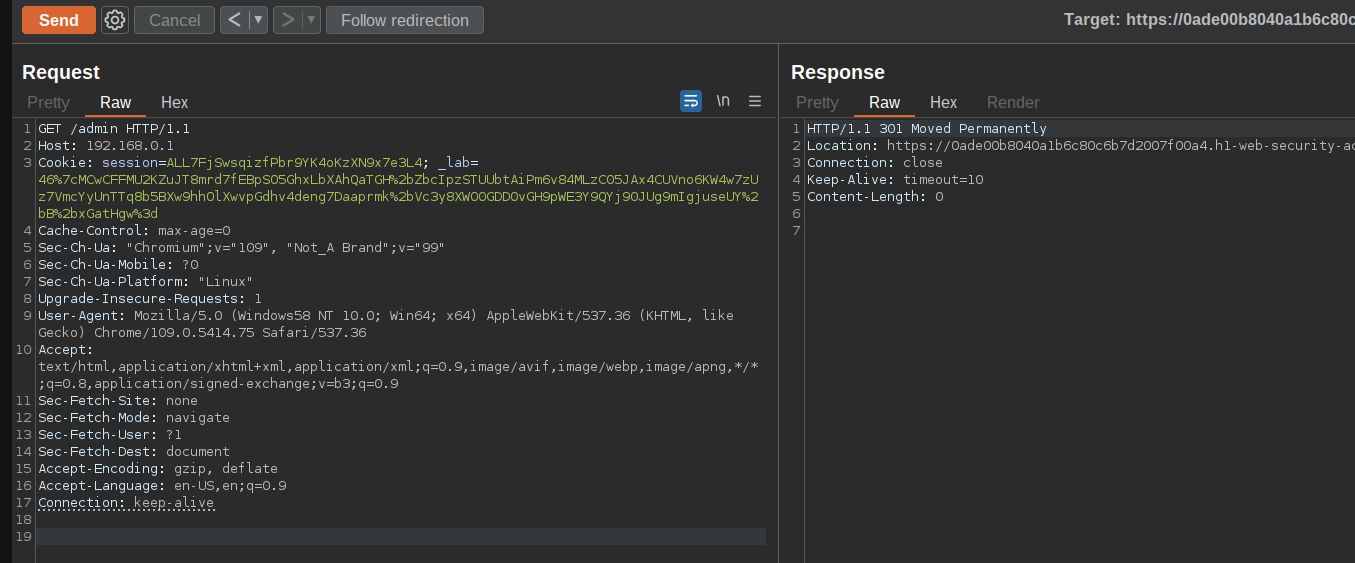 Send Cancel < ▼ > ▼ Follow redirection Target: https://0ade00b8040a1b6c80c
Request
Pretty Raw Hex \n
1 GET /admin HTTP/1.1
2 Host: 192.168.0.1
3 Cookie: session=ALL7FjSwsqizfPbr9YK4oKzXN9x7e3L4; _lab=
46%7cMCwCFFMU2KZuJT8mrd7fEBpSO5GhxLbXAhQaTGH%2bZbcIpzSTUUbtAiPm6v84MLzC05JAx4CUVno6KW4w7zU
z7VmcYyUnTTq8b5BXw9hhOlXwvpGdhv4deng7Daaprmk%2bVc3y8XWOOGDDOvGH9pWE3Y9QYj90JUg9mIgjuseUY%2
bB%2bxGatHgw%3d
4 Cache-Control: max-age=0
5 Sec-Ch-Ua: "Chromium";v="109", "Not_A Brand";v="99"
6 Sec-Ch-Ua-Mobile: ?0
7 Sec-Ch-Ua-Platform: "Linux"
8 Upgrade-Insecure-Requests: 1
9 User-Agent: Mozilla/5.0 (Windows58 NT 10.0; Win64; x64) AppleWebKit/537.36 (KHTML, like
Gecko) Chrome/109.0.5414.75 Safari/537.36
10 Accept:
text/html,application/xhtml+xml,application/xml;q=0.9,image/avif,image/webp,image/apng,*/*
;q=0.8,application/signed-exchange;v=b3;q=0.9
11 Sec-Fetch-Site: none
12 Sec-Fetch-Mode: navigate
13 Sec-Fetch-User: ?1
14 Sec-Fetch-Dest: document
15 Accept-Encoding: gzip, deflate
16 Accept-Language: en-US,en;q=0.9
17 Connection: keep-alive
18
19
Response
Pretty Raw Hex Render
1 HTTP/1.1 301 Moved Permanently
2 Location: https://0ade00b8040a1b6c80c6b7d2007f00a4.h1-web-security-ac
3 Connection: close
4 Keep-Alive: timeout=10
5 Content-Length: 0
6
7